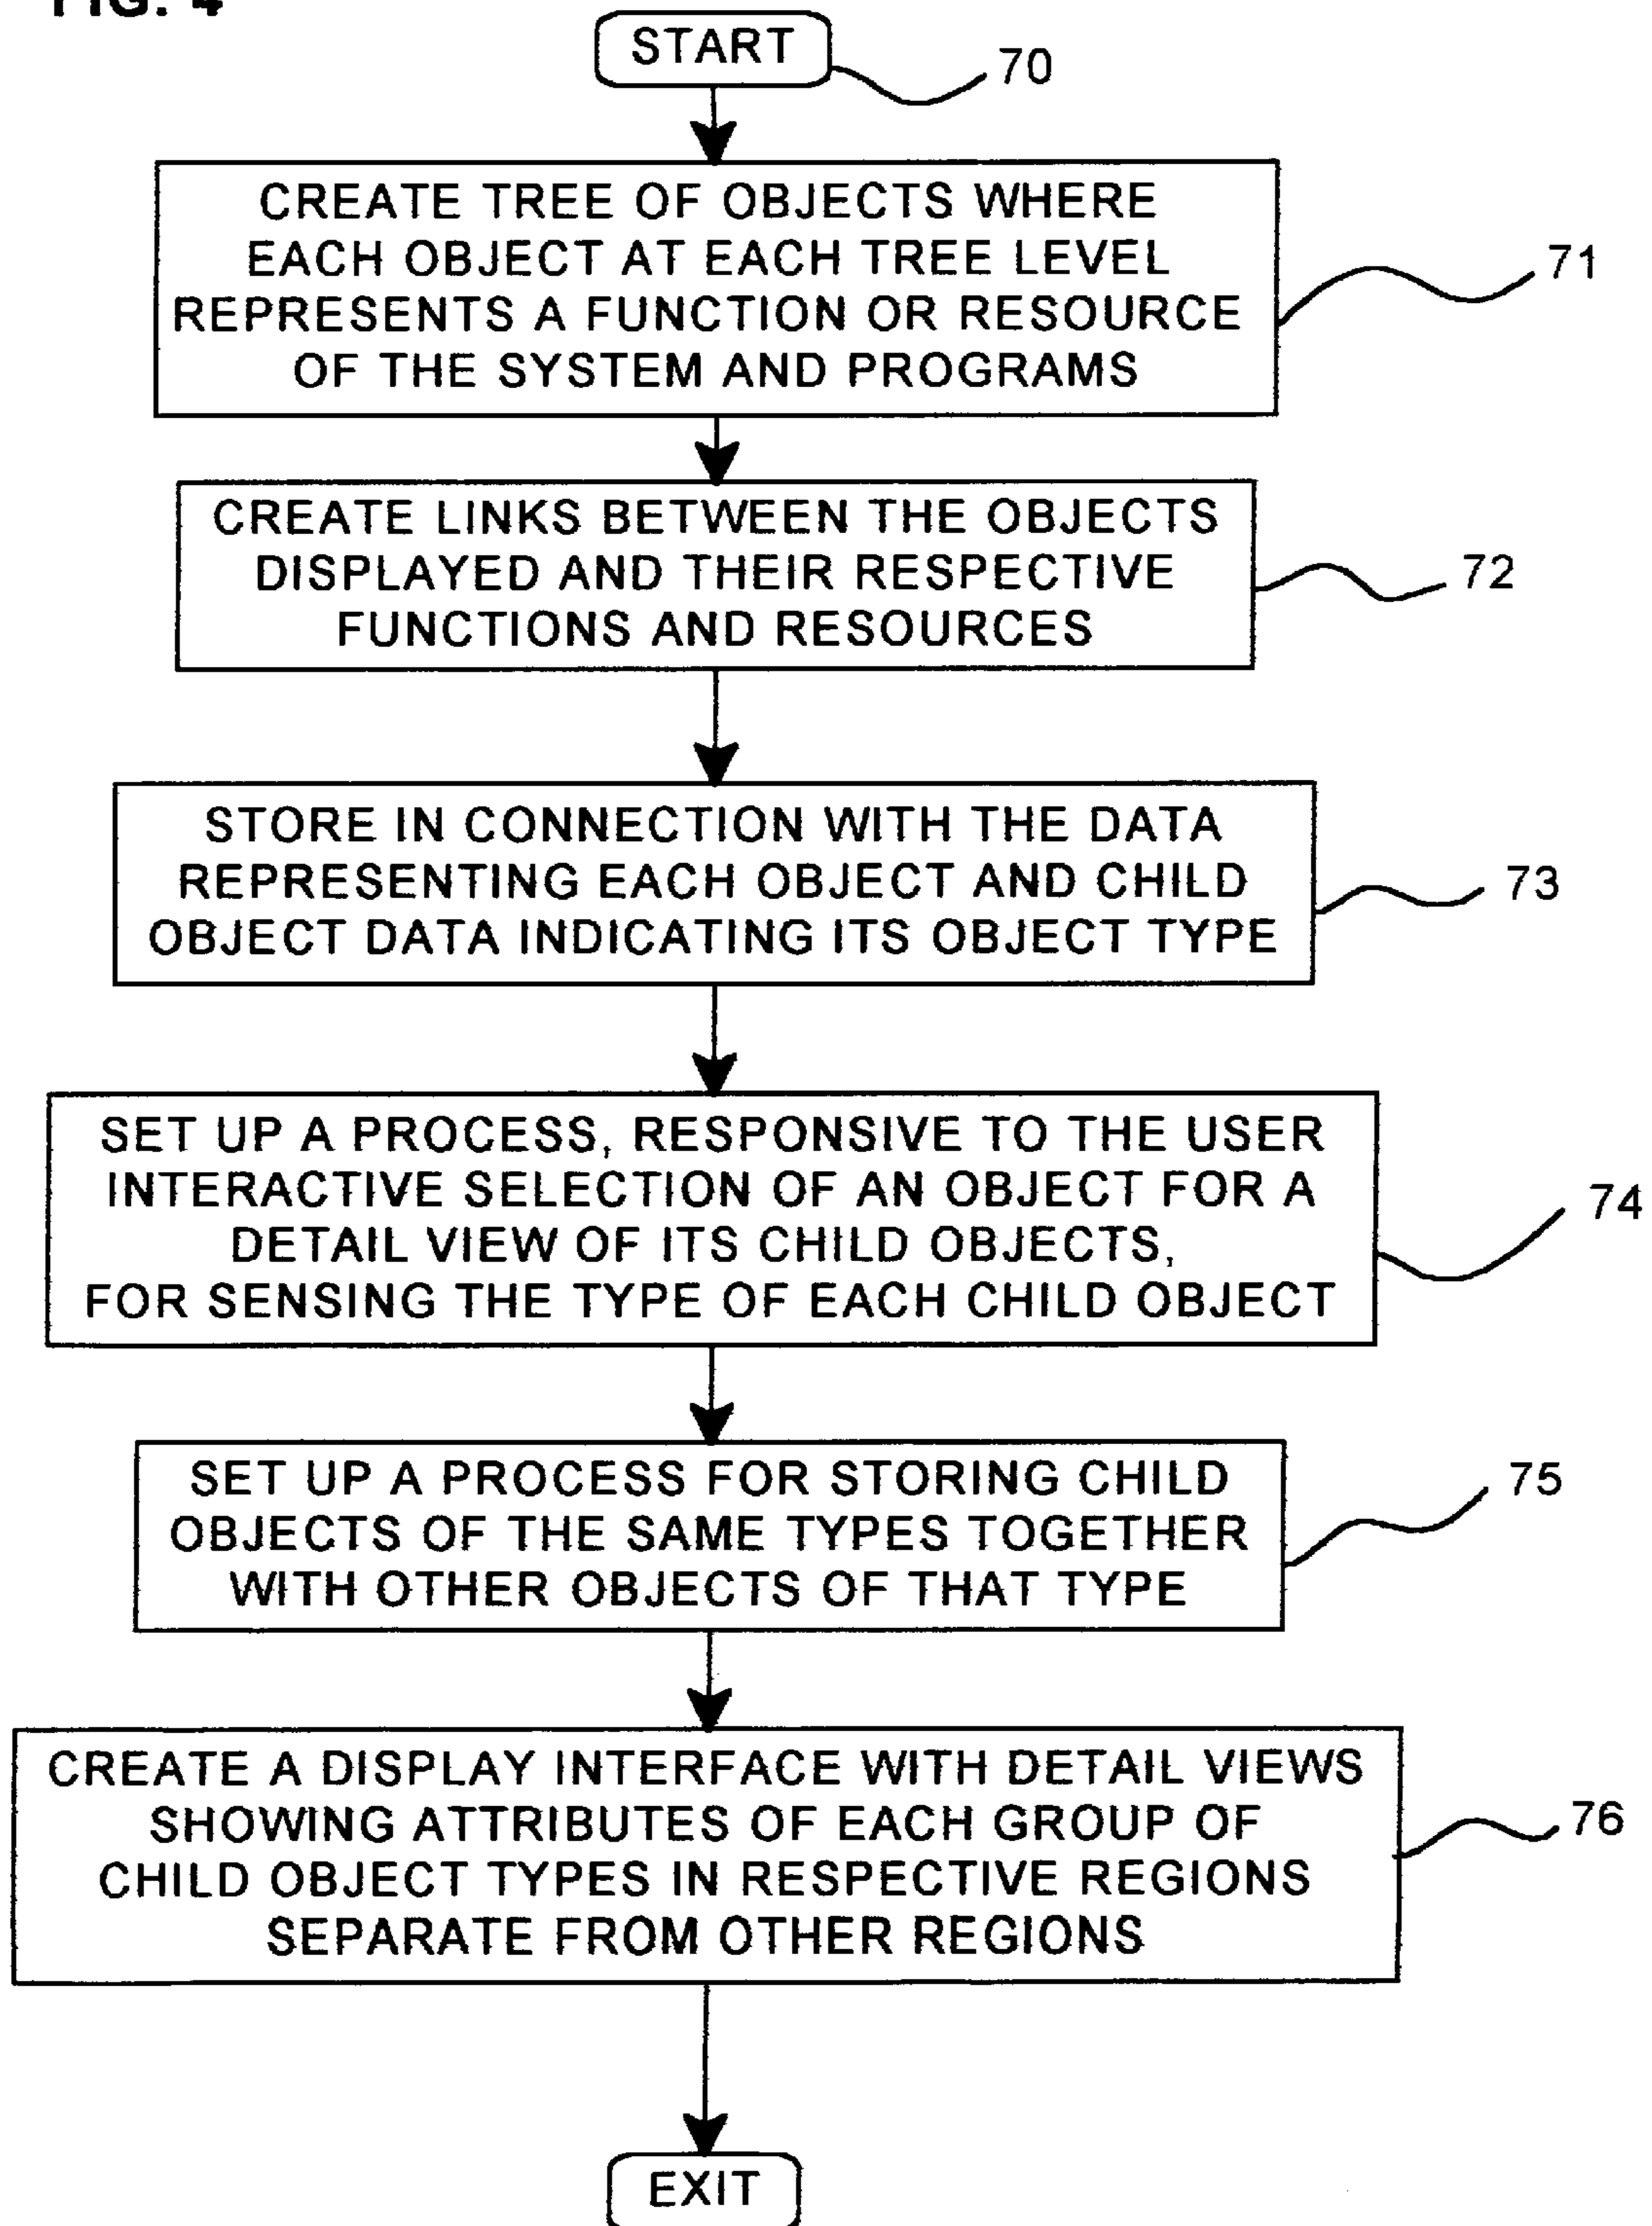 FIG. 4
START
70
CREATE TREE OF OBJECTS WHERE
EACH OBJECT AT EACH TREE LEVEL
REPRESENTS A FUNCTION OR RESOURCE
OF THE SYSTEM AND PROGRAMS
71
CREATE LINKS BETWEEN THE OBJECTS
DISPLAYED AND THEIR RESPECTIVE
FUNCTIONS AND RESOURCES
72
STORE IN CONNECTION WITH THE DATA
REPRESENTING EACH OBJECT AND CHILD
OBJECT DATA INDICATING ITS OBJECT TYPE
73
SET UP A PROCESS, RESPONSIVE TO THE USER
INTERACTIVE SELECTION OF AN OBJECT FOR A
DETAIL VIEW OF ITS CHILD OBJECTS,
FOR SENSING THE TYPE OF EACH CHILD OBJECT
74
SET UP A PROCESS FOR STORING CHILD
OBJECTS OF THE SAME TYPES TOGETHER
WITH OTHER OBJECTS OF THAT TYPE
75
CREATE A DISPLAY INTERFACE WITH DETAIL VIEWS
SHOWING ATTRIBUTES OF EACH GROUP OF
CHILD OBJECT TYPES IN RESPECTIVE REGIONS
SEPARATE FROM OTHER REGIONS
76
EXIT